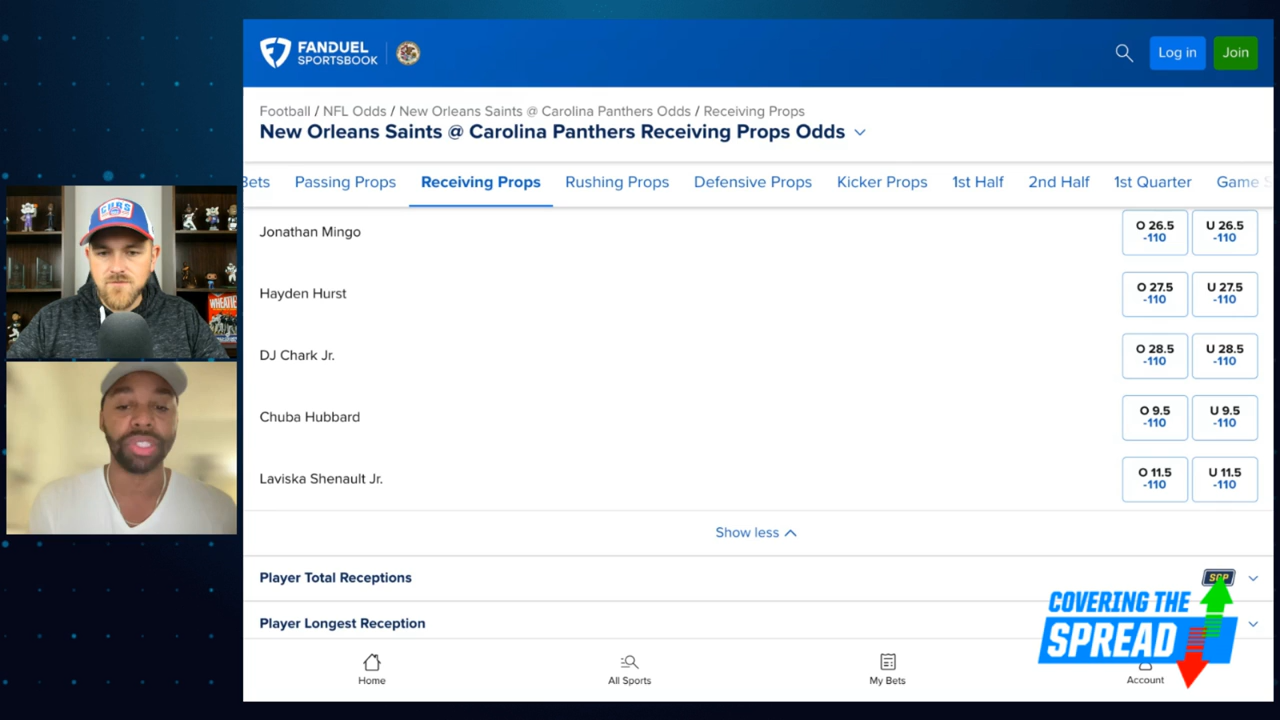 FANDUEL
SPORTSBOOK
Log in
Join
Football / NFL Odds / New Orleans Saints @ Carolina Panthers Odds / Receiving Props
New Orleans Saints @ Carolina Panthers Receiving Props Odds
Bets Passing Props Receiving Props Rushing Props Defensive Props Kicker Props 1st Half 2nd Half 1st Quarter Game S
Jonathan Mingo
O 26.5
-110
U 26.5
-110
Hayden Hurst
O 27.5
-110
U 27.5
-110
DJ Chark Jr.
O 28.5
-110
U 28.5
-110
Chuba Hubbard
O 9.5
-110
U 9.5
-110
Laviska Shenault Jr.
O 11.5
-110
U 11.5
-110
Show less
Player Total Receptions
SGP
Player Longest Reception
COVERING THE
SPREAD
Home
All Sports
My Bets
Account
CUBS
WHEATIES